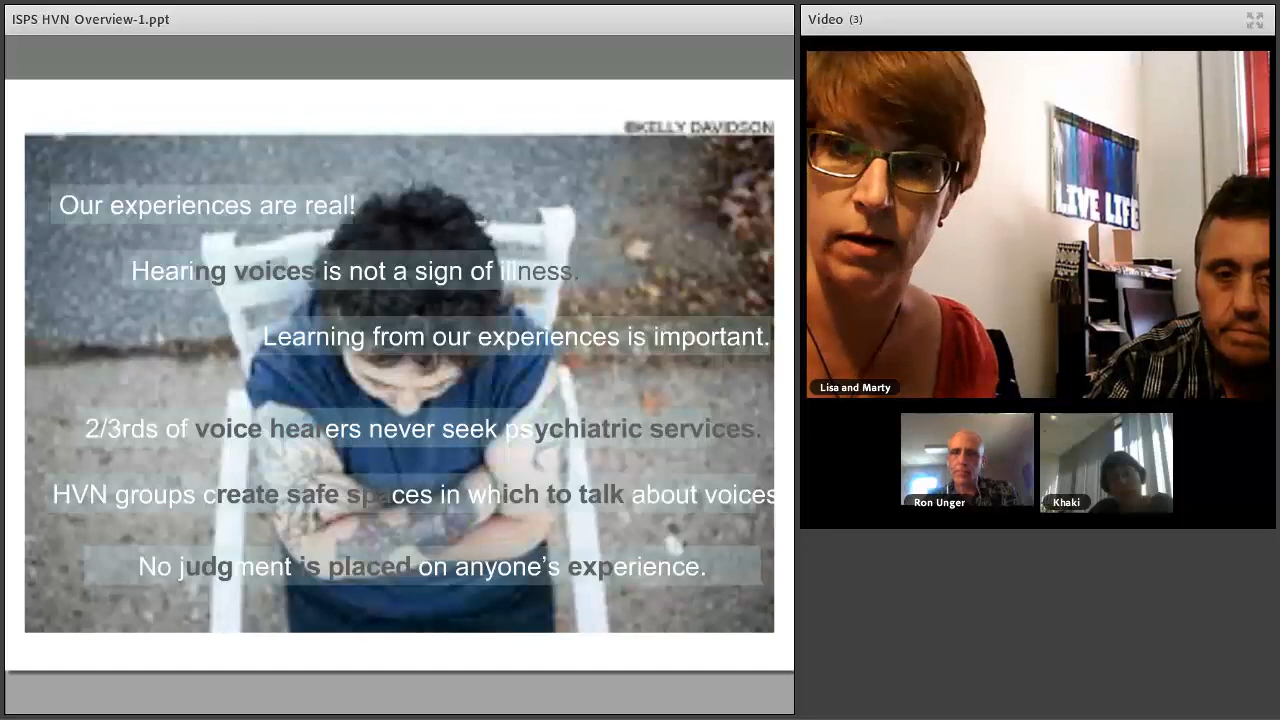 ISPS HVN Overview-1.ppt
Video (3)
©KELLY DAVIDSON
Our experiences are real!
Hearing voices is not a sign of illness.
Learning from our experiences is important.
2/3rds of voice hearers never seek psychiatric services.
HVN groups create safe spaces in which to talk about voices
No judgment is placed on anyone’s experience.
LIVE LIFE
Lisa and Marty
Ron Unger
Khaki